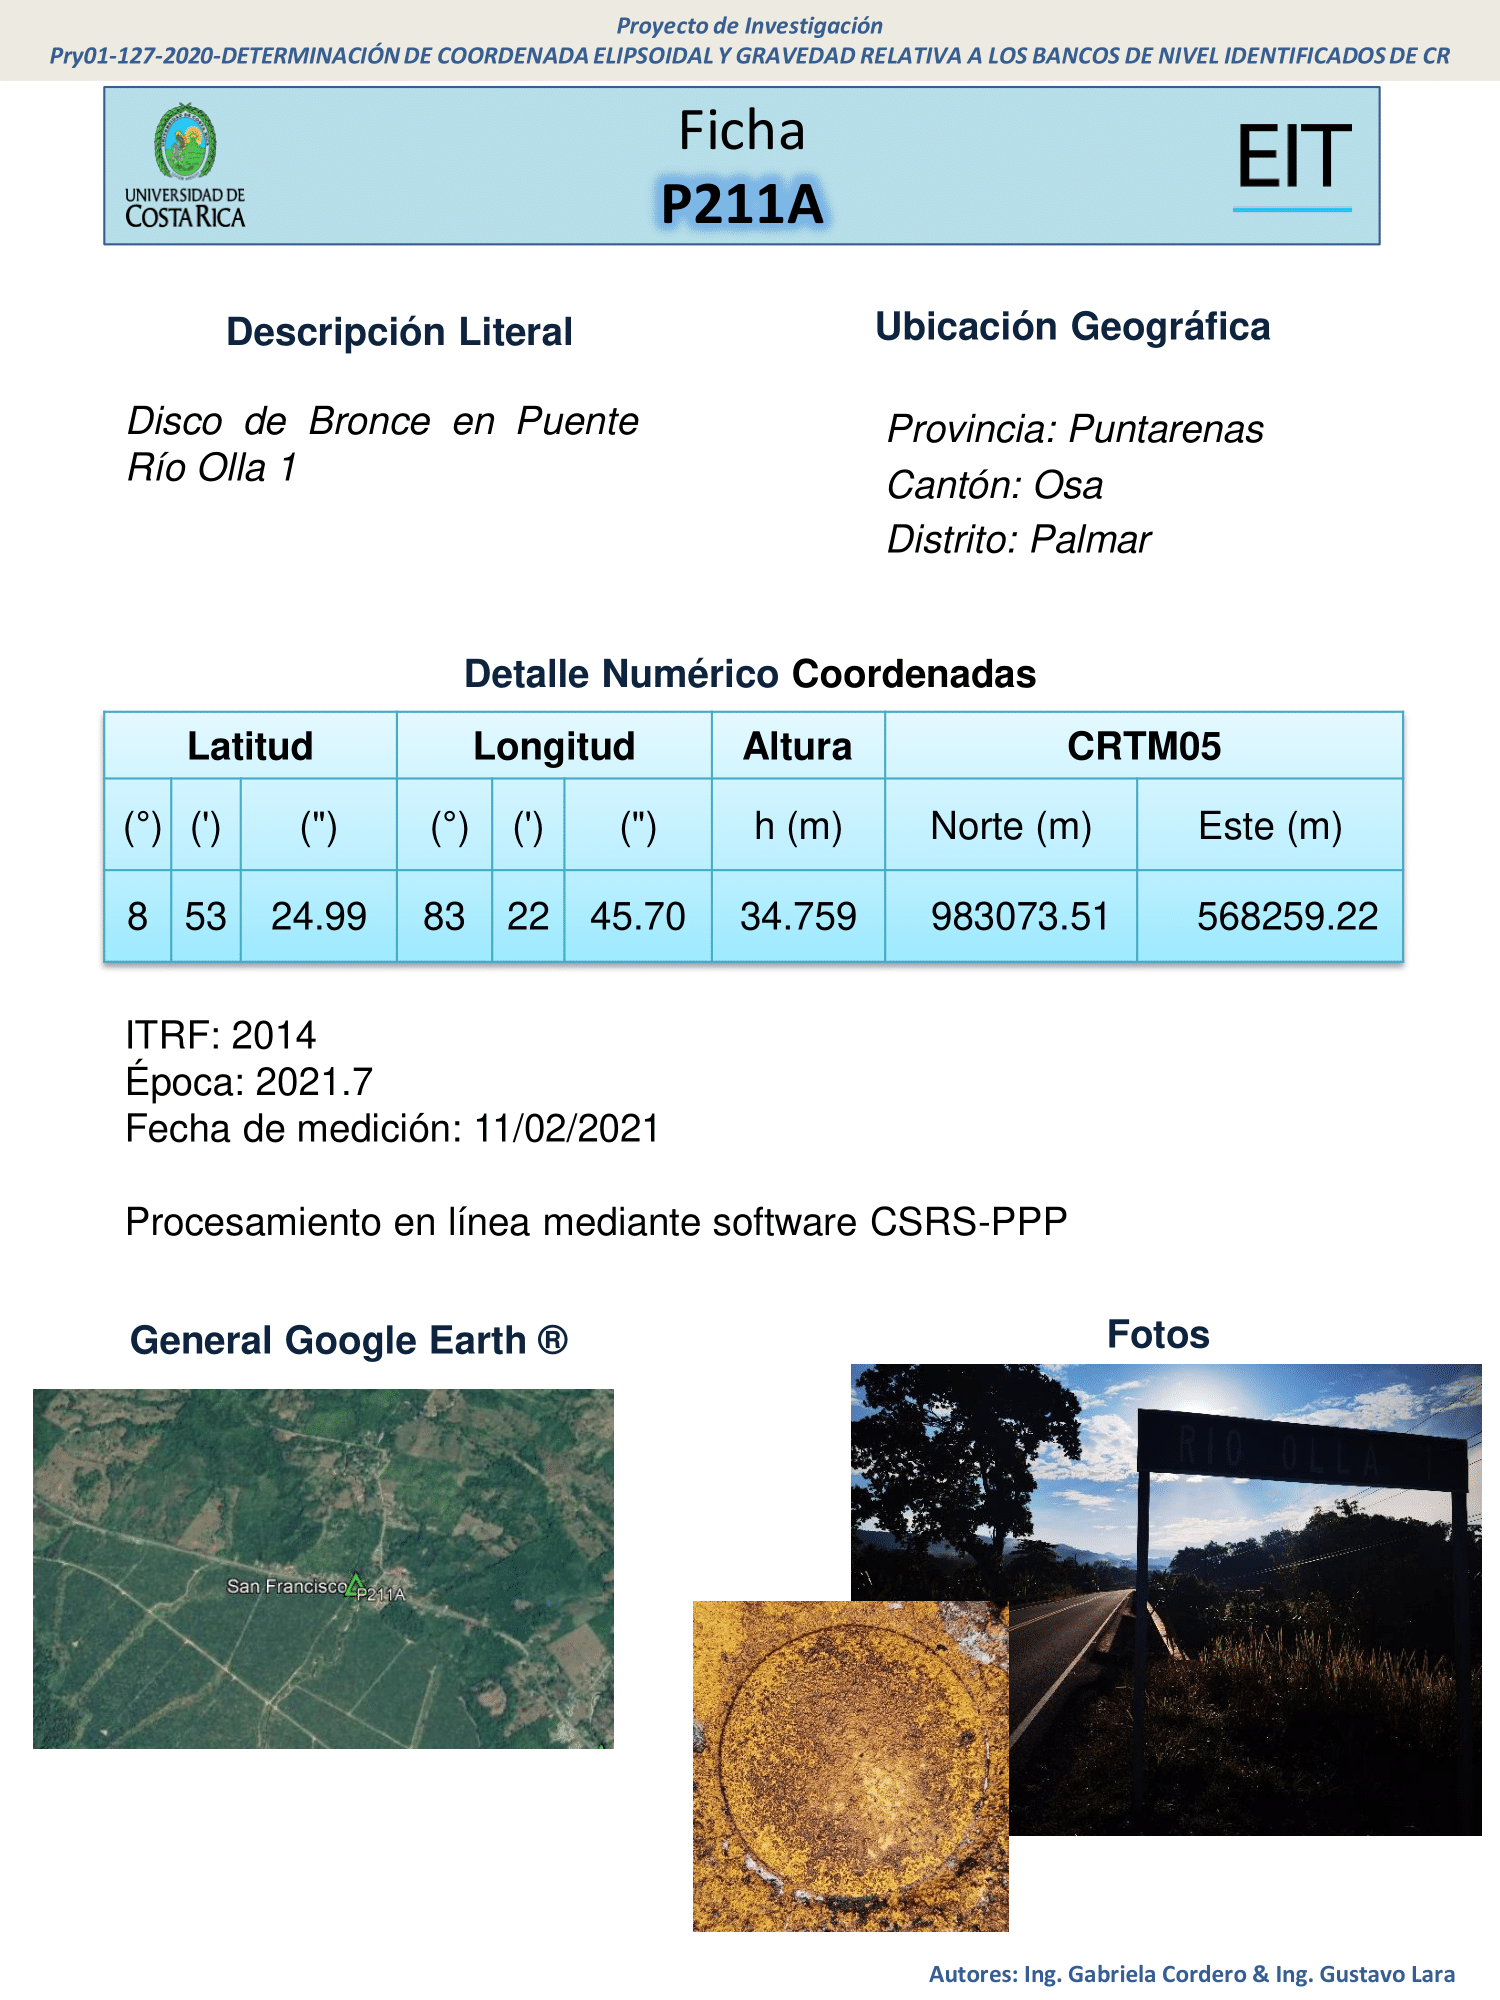 Proyecto de Investigación
Pry01-127-2020-DETERMINACIÓN DE COORDENADA ELIPSOIDAL Y GRAVEDAD RELATIVA A LOS BANCOS DE NIVEL IDENTIFICADOS DE CR
UNIVERSIDAD DE
COSTA RICA
Ficha
P211A
EIT
Descripción Literal
Disco de Bronce en Puente
Río Olla 1
Ubicación Geográfica
Provincia: Puntarenas
Cantón: Osa
Distrito: Palmar
Detalle Numérico Coordenadas
Latitud Longitud Altura CRTM05
(°) (') (") (°) (') (") h (m) Norte (m) Este (m)
8 53 24.99 83 22 45.70 34.759 983073.51 568259.22
ITRF: 2014
Época: 2021.7
Fecha de medición: 11/02/2021
Procesamiento en línea mediante software CSRS-PPP
General Google Earth ®
San Francisco
P211A
Fotos
RIO OLLA 1
Autores: Ing. Gabriela Cordero & Ing. Gustavo Lara